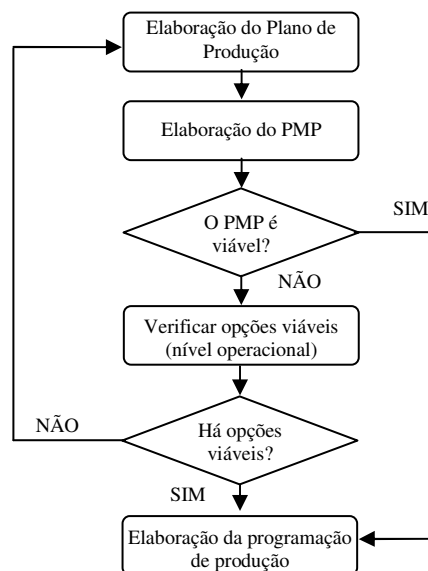 Elaboração do Plano de
Produção
Elaboração do PMP
O PMP é
viável?
SIM
NÃO
Verificar opções viáveis
(nível operacional)
Há opções
viáveis?
NÃO
SIM
Elaboração da programação
de produção